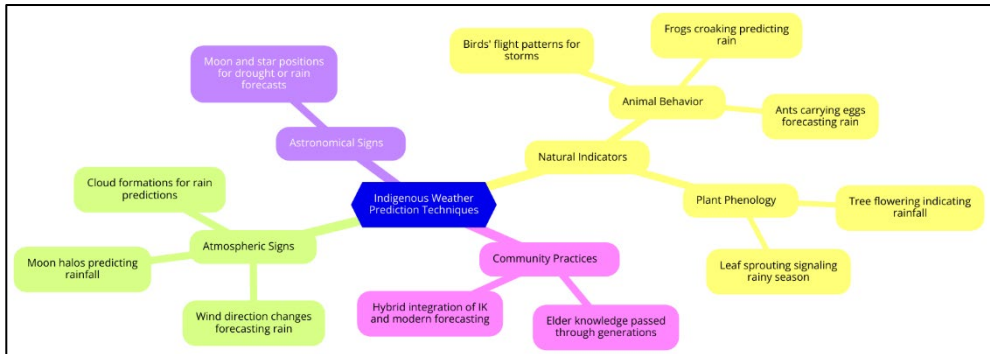 Indigenous Weather
Prediction Techniques
Astronomical Signs
Moon and star positions
for drought or rain
forecasts
Natural Indicators
Animal Behavior
Birds' flight patterns for
storms
Frogs croaking predicting
rain
Ants carrying eggs
forecasting rain
Plant Phenology
Tree flowering indicating
rainfall
Leaf sprouting signaling
rainy season
Atmospheric Signs
Cloud formations for rain
predictions
Moon halos predicting
rainfall
Wind direction changes
forecasting rain
Community Practices
Hybrid integration of IK
and modern forecasting
Elder knowledge passed
through generations